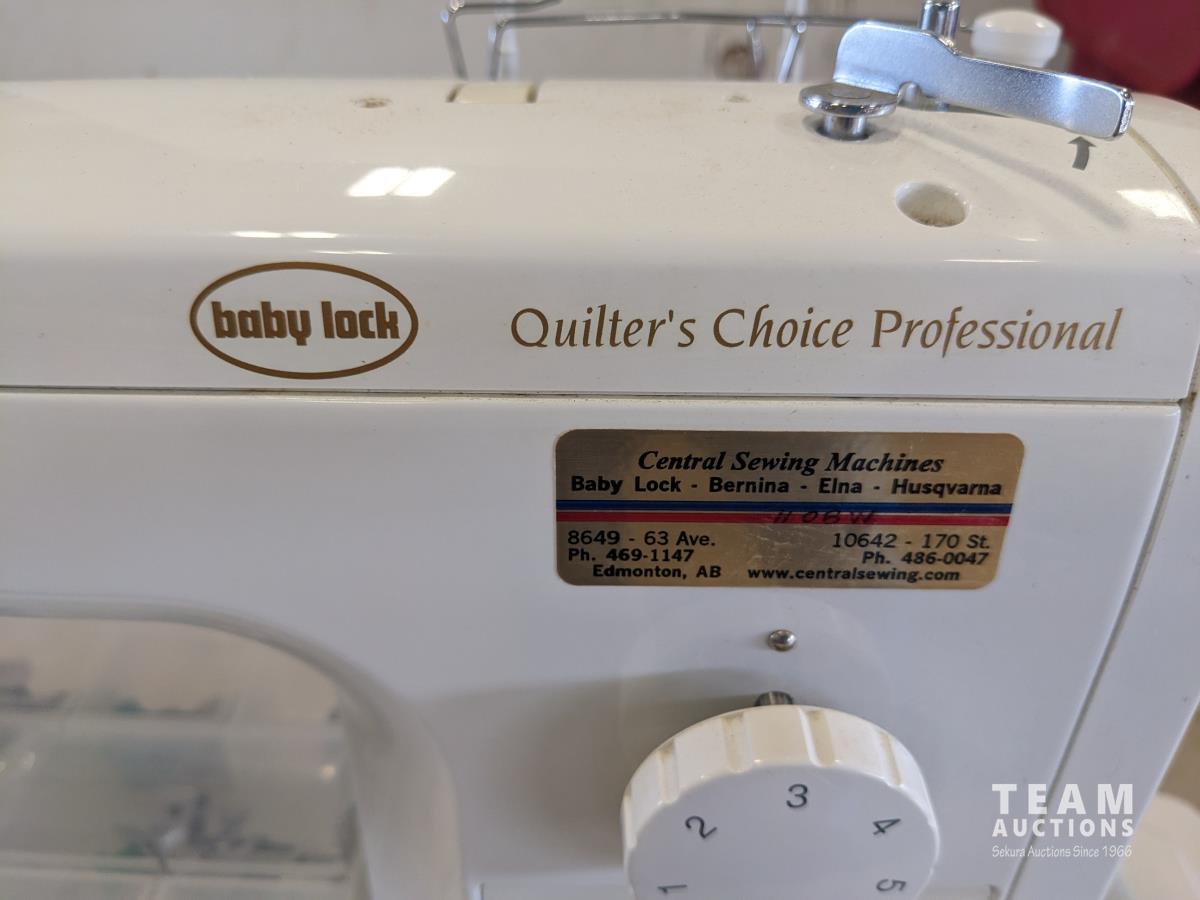 baby lock
Quilter's Choice Professional
Central Sewing Machines
Baby Lock - Bernina - Elna - Husqvarna
8649 - 63 Ave.
Ph. 469-1147
10642 - 170 St.
Ph. 486-0047
Edmonton, AB www.centralsewing.com
1 2 3 4 5
TEAM
AUCTIONS
Sekura Auctions Since 1966